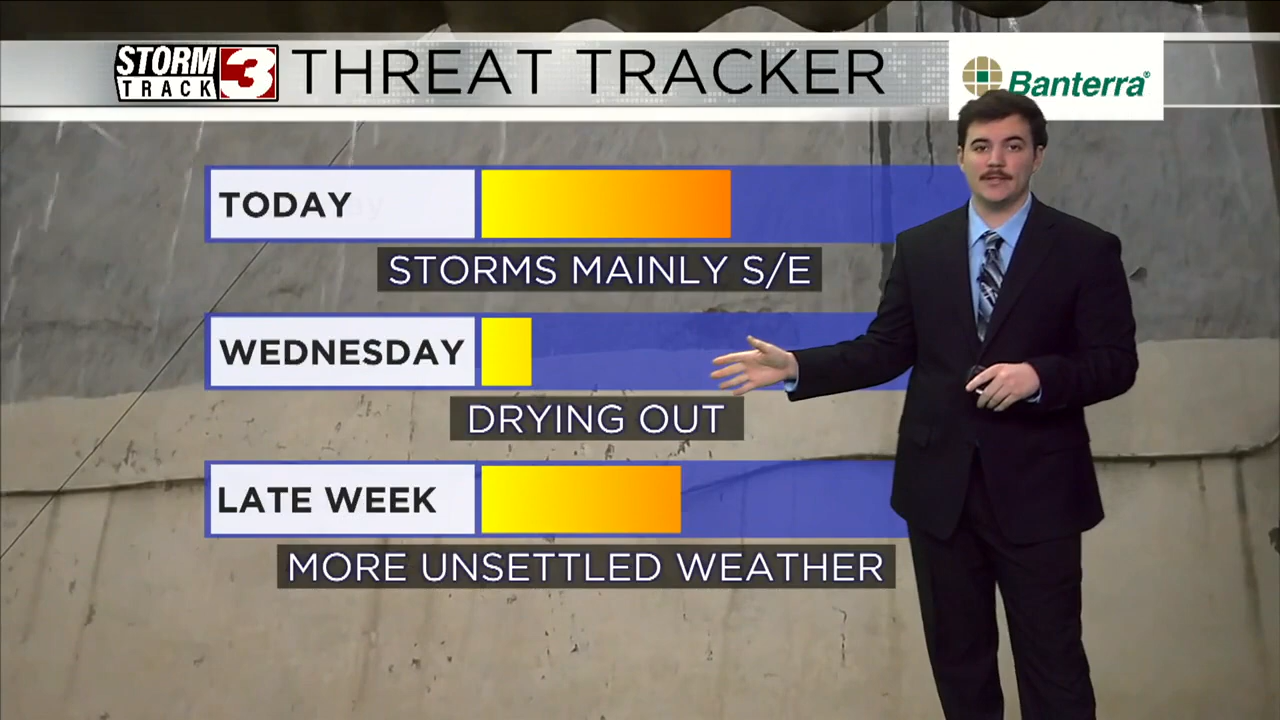 STORM
TRACK
3
THREAT TRACKER
Banterra®
TODAY
STORMS MAINLY S/E
WEDNESDAY
DRYING OUT
LATE WEEK
MORE UNSETTLED WEATHER